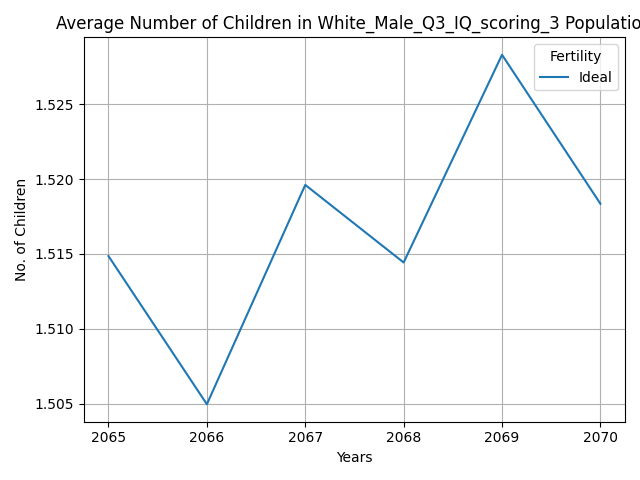 Average Number of Children in White_Male_Q3_IQ_scoring_3 Populatio
Fertility
Ideal
1.525
1.520
1.515
1.510
1.505
No. of Children
2065 2066 2067 2068 2069 2070
Years